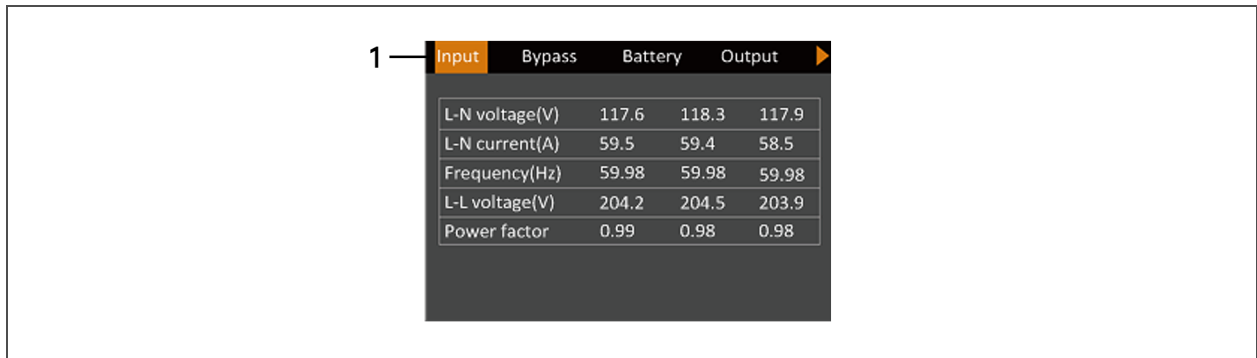 1
Input Bypass Battery Output
L-N voltage(V) 117.6 118.3 117.9
L-N current(A) 59.5 59.4 58.5
Frequency(Hz) 59.98 59.98 59.98
L-L voltage(V) 204.2 204.5 203.9
Power factor 0.99 0.98 0.98